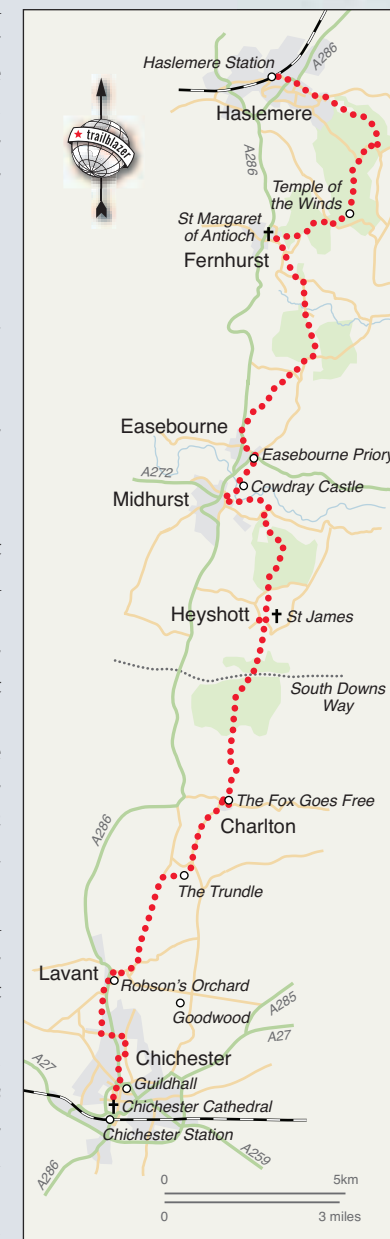 Haslemere Station
A286
Haslemere
trailblazer
A286
Temple of
the Winds
St Margaret
of Antioch
Fernhurst
Easebourne
Easebourne Priory
A272
Cowdray Castle
Midhurst
Heyshott
St James
South Downs
Way
The Fox Goes Free
A286
Charlton
The Trundle
Lavant
Robson's Orchard
A285
Goodwood
A27
Chichester
A27
Guildhall
Chichester Cathedral
Chichester Station
A286
A259
0
5km
0
3 miles